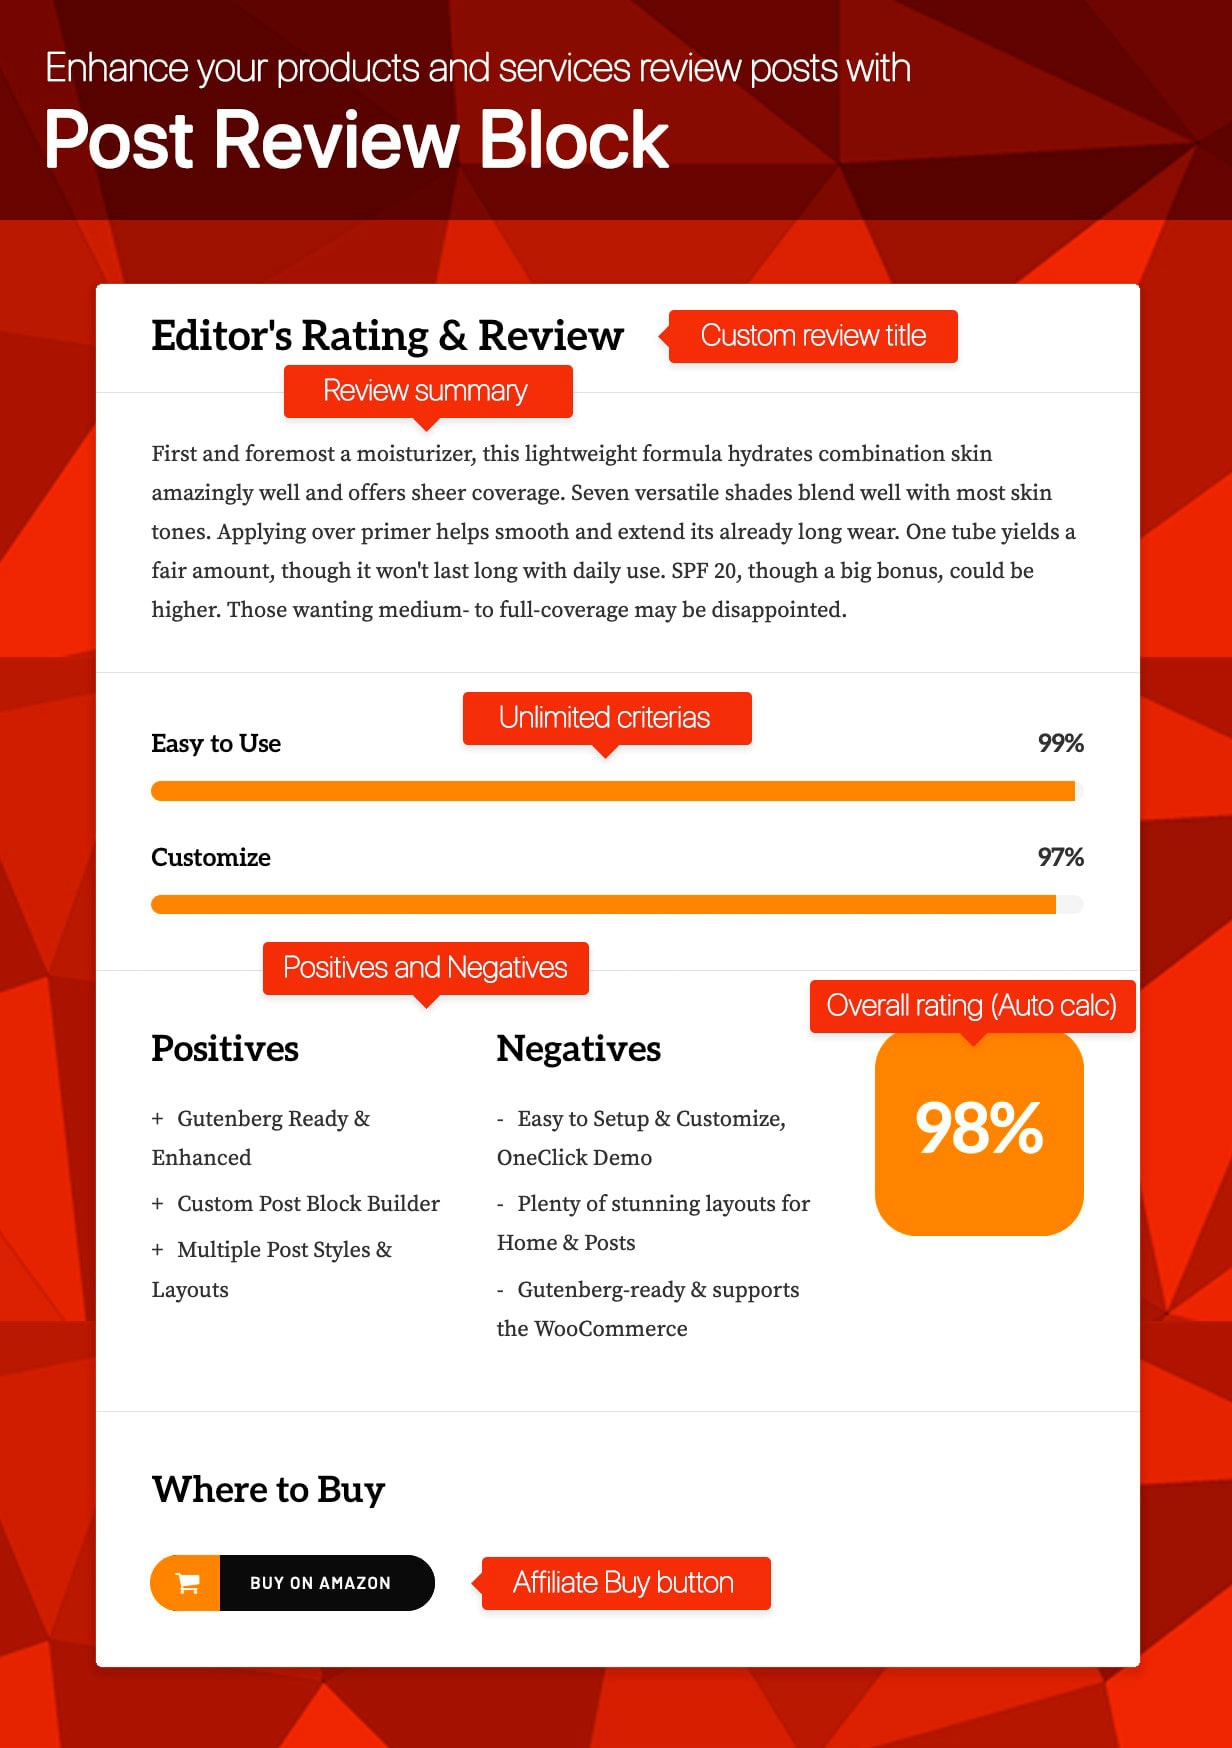 Enhance your products and services review posts with
Post Review Block
Editor's Rating & Review
Custom review title
Review summary
First and foremost a moisturizer, this lightweight formula hydrates combination skin
amazingly well and offers sheer coverage. Seven versatile shades blend well with most skin
tones. Applying over primer helps smooth and extend its already long wear. One tube yields a
fair amount, though it won't last long with daily use. SPF 20, though a big bonus, could be
higher. Those wanting medium- to full-coverage may be disappointed.
Unlimited criterias
Easy to Use 99%
Customize 97%
Positives and Negatives
Overall rating (Auto calc)
Positives
+ Gutenberg Ready &
Enhanced
+ Custom Post Block Builder
+ Multiple Post Styles &
Layouts
Negatives
- Easy to Setup & Customize,
OneClick Demo
- Plenty of stunning layouts for
Home & Posts
- Gutenberg-ready & supports
the WooCommerce
98%
Where to Buy
BUY ON AMAZON
Affiliate Buy button